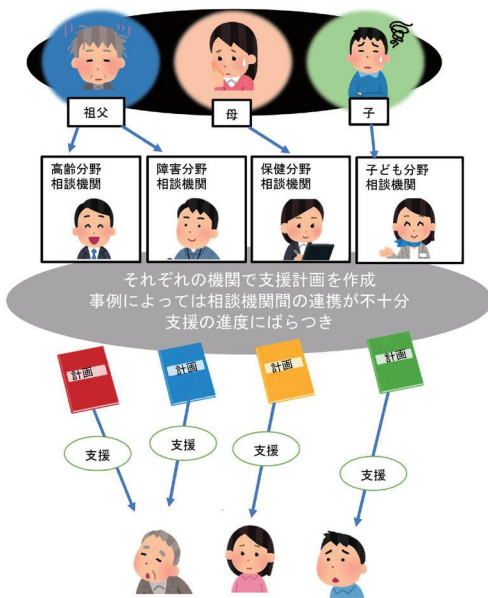 祖父
母
子
高齢分野
相談機関
障害分野
相談機関
保健分野
相談機関
子ども分野
相談機関
それぞれの機関で支援計画を作成
事例によっては相談機関間の連携が不十分
支援の進度にばらつき
計画
計画
計画
計画
支援
支援
支援
支援